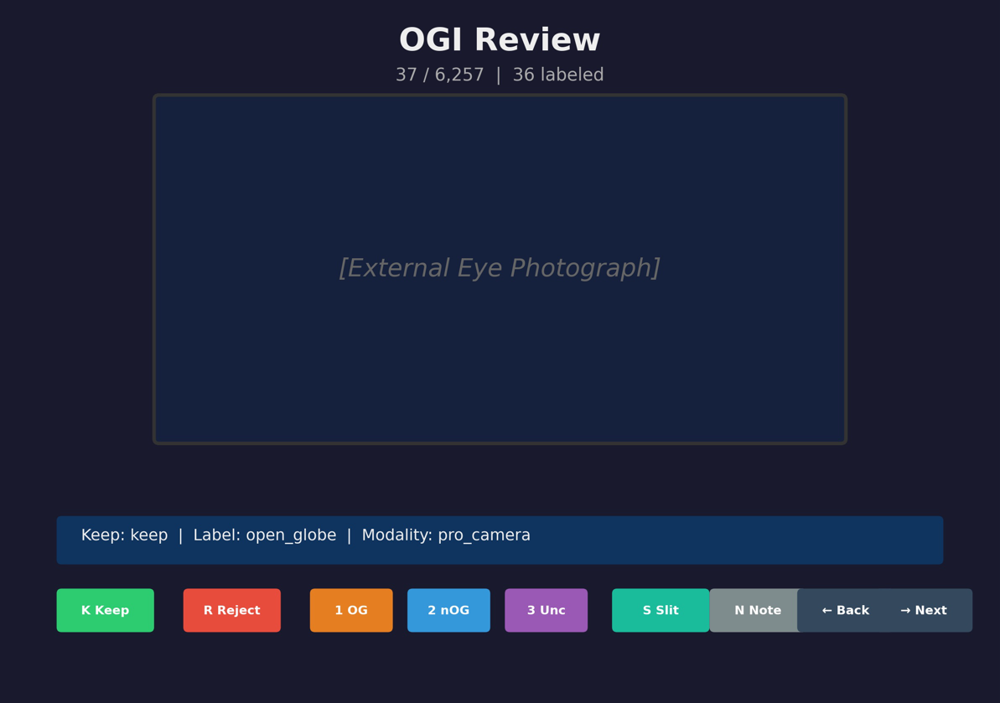 OGI Review
37 / 6,257 | 36 labeled
[External Eye Photograph]
Keep: keep | Label: open_globe | Modality: pro_camera
K Keep R Reject 1 OG 2 nOG 3 Unc S Slit N Note ← Back → Next